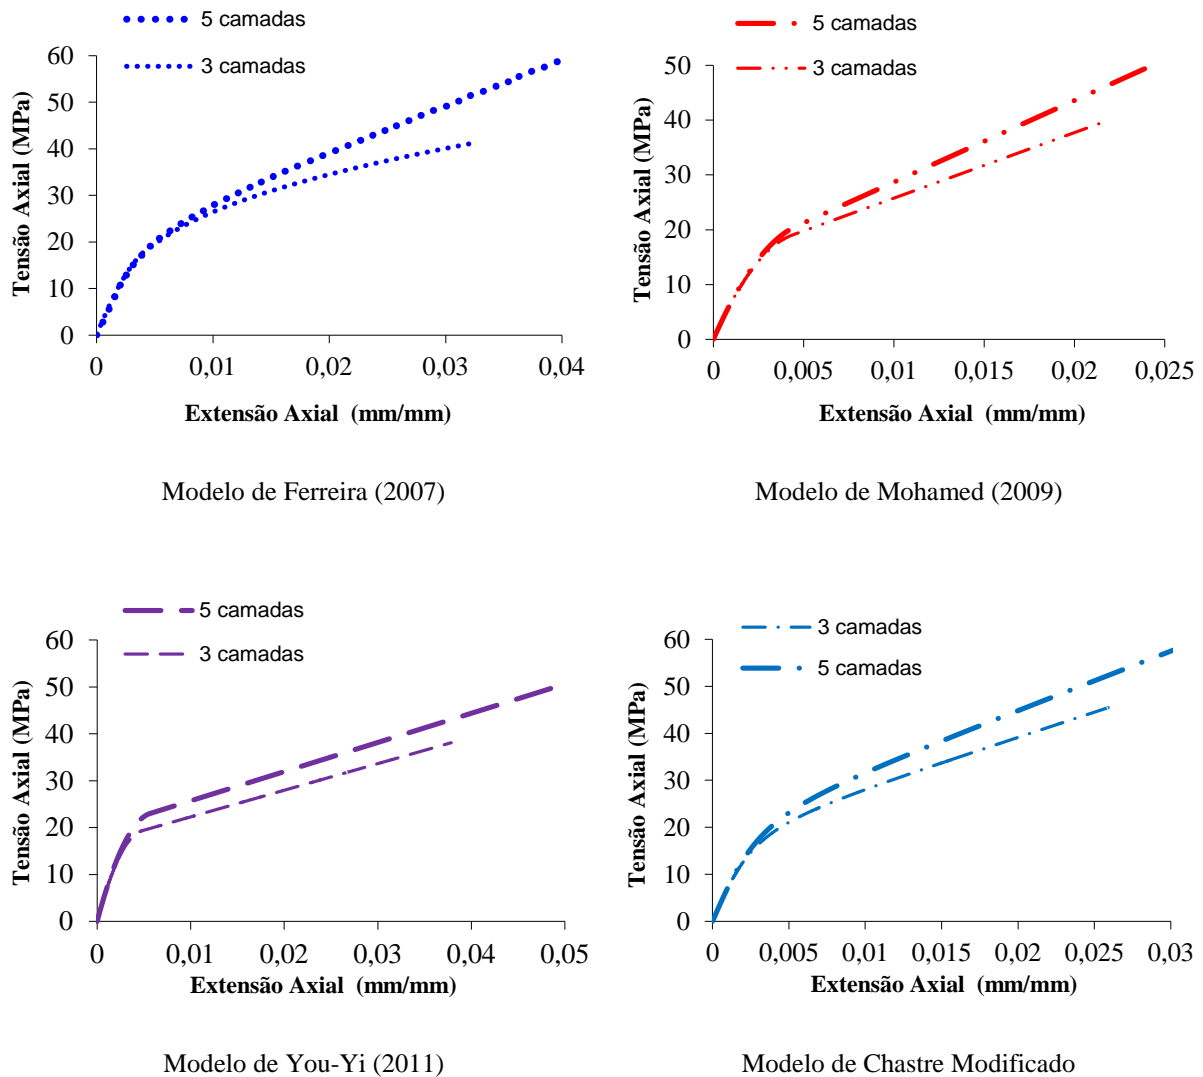 5 camadas
3 camadas
60
50
40
30
20
10
0
0 0,01 0,02 0,03 0,04
Tensão Axial (MPa)
Extensão Axial (mm/mm)
Modelo de Ferreira (2007)
5 camadas
3 camadas
50
40
30
20
10
0
0 0,005 0,01 0,015 0,02 0,025
Tensão Axial (MPa)
Extensão Axial (mm/mm)
Modelo de Mohamed (2009)
5 camadas
3 camadas
60
50
40
30
20
10
0
0 0,01 0,02 0,03 0,04 0,05
Tensão Axial (MPa)
Extensão Axial (mm/mm)
Modelo de You-Yi (2011)
3 camadas
5 camadas
60
50
40
30
20
10
0
0 0,005 0,01 0,015 0,02 0,025 0,03
Tensão Axial (MPa)
Extensão Axial (mm/mm)
Modelo de Chastre Modificado